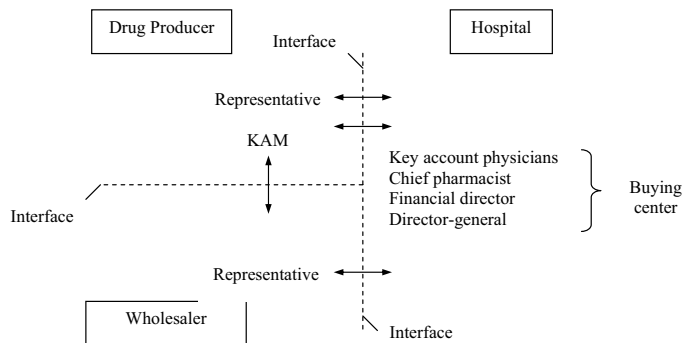 Drug Producer
Hospital
Interface
Representative
KAM
Key account physicians
Chief pharmacist
Financial director
Director-general
Buying
center
Interface
Representative
Wholesaler
Interface